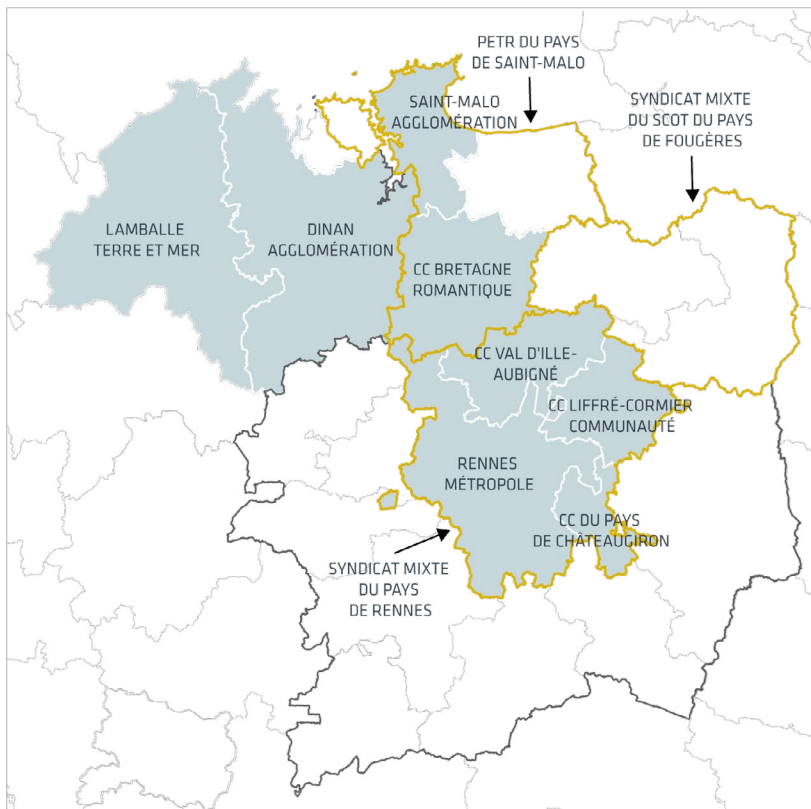 PETR DU PAYS
DE SAINT-MALO
SYNDICAT MIXTE
DU SCOT DU PAYS
DE FOUGÈRES
SAINT-MALO
AGGLOMÉRATION
LAMBALLE
TERRE ET MER
DINAN
AGGLOMÉRATION
CC BRETAGNE
ROMANTIQUE
CC VAL D'ILLE-
AUBIGNÉ
CC LIFFRÉ-CORMIER
COMMUNAUTÉ
RENNES
MÉTROPOLE
CC DU PAYS
DE CHÂTEAUGIRON
SYNDICAT MIXTE
DU PAYS
DE RENNES